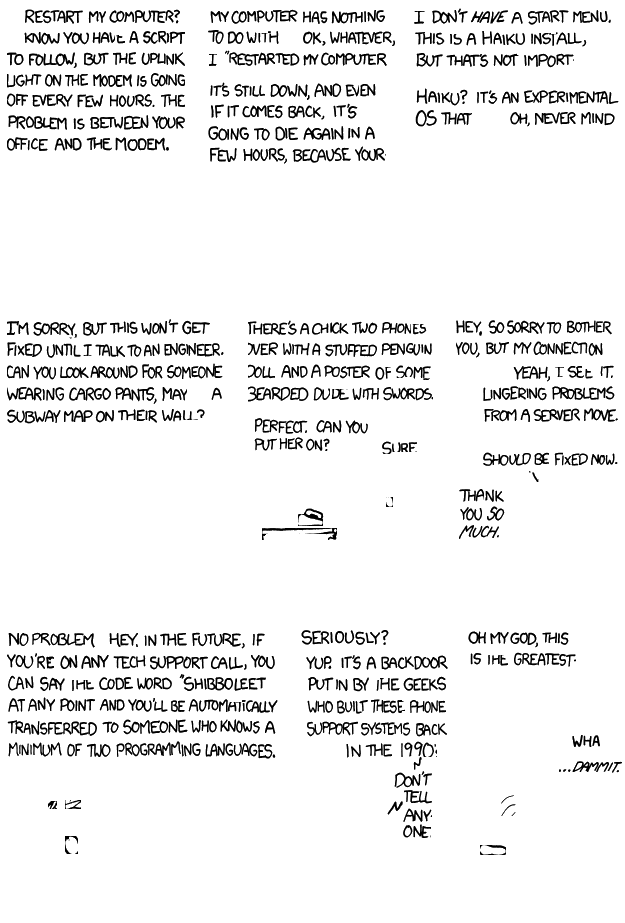 RESTART MY COMPUTER?
KNOW YOU HAVE A SCRIPT
TO FOLLOW, BUT THE UPLINK
LIGHT ON THE MODEM IS GOING
OFF EVERY FEW HOURS. THE
PROBLEM IS BETWEEN YOUR
OFFICE AND THE MODEM.
MY COMPUTER HAS NOTHING
TO DO WITH OK, WHATEVER,
I "RESTARTED MY COMPUTER
IT'S STILL DOWN, AND EVEN
IF IT COMES BACK, IT'S
GOING TO DIE AGAIN IN A
FEW HOURS, BECAUSE YOUR
I DON'T HAVE A START MENU.
THIS IS A HAIKU INSTALL,
BUT THAT'S NOT IMPORT
HAIKU? IT'S AN EXPERIMENTAL
OS THAT OH, NEVER MIND
I'M SORRY, BUT THIS WON'T GET
FIXED UNTIL I TALK TO AN ENGINEER.
CAN YOU LOOK AROUND FOR SOMEONE
WEARING CARGO PANTS, MAY A
SUBWAY MAP ON THEIR WALL?
THERE'S A CHICK TWO PHONES
OVER WITH A STUFFED PENGUIN
DOLL AND A POSTER OF SOME
BEARDED DUDE WITH SWORDS.
PERFECT. CAN YOU
PUT HER ON?
SURE
HEY, SO SORRY TO BOTHER
YOU, BUT MY CONNECTION
YEAH, I SEE IT.
LINGERING PROBLEMS
FROM A SERVER MOVE.
SHOULD BE FIXED NOW.
THANK
YOU SO
MUCH.
NO PROBLEM HEY, IN THE FUTURE, IF
YOU'RE ON ANY TECH SUPPORT CALL, YOU
CAN SAY THE CODE WORD "SHIBBOLEET
AT ANY POINT AND YOU'LL BE AUTOMATICALLY
TRANSFERRED TO SOMEONE WHO KNOWS A
MINIMUM OF TWO PROGRAMMING LANGUAGES.
SERIOUSLY?
YUP. IT'S A BACKDOOR
PUT IN BY THE GEEKS
WHO BUILT THESE PHONE
SUPPORT SYSTEMS BACK
IN THE 1990'
DON'T
TELL
ANY-
ONE.
OH MY GOD, THIS
IS THE GREATEST
WHA
...DAMMIT.